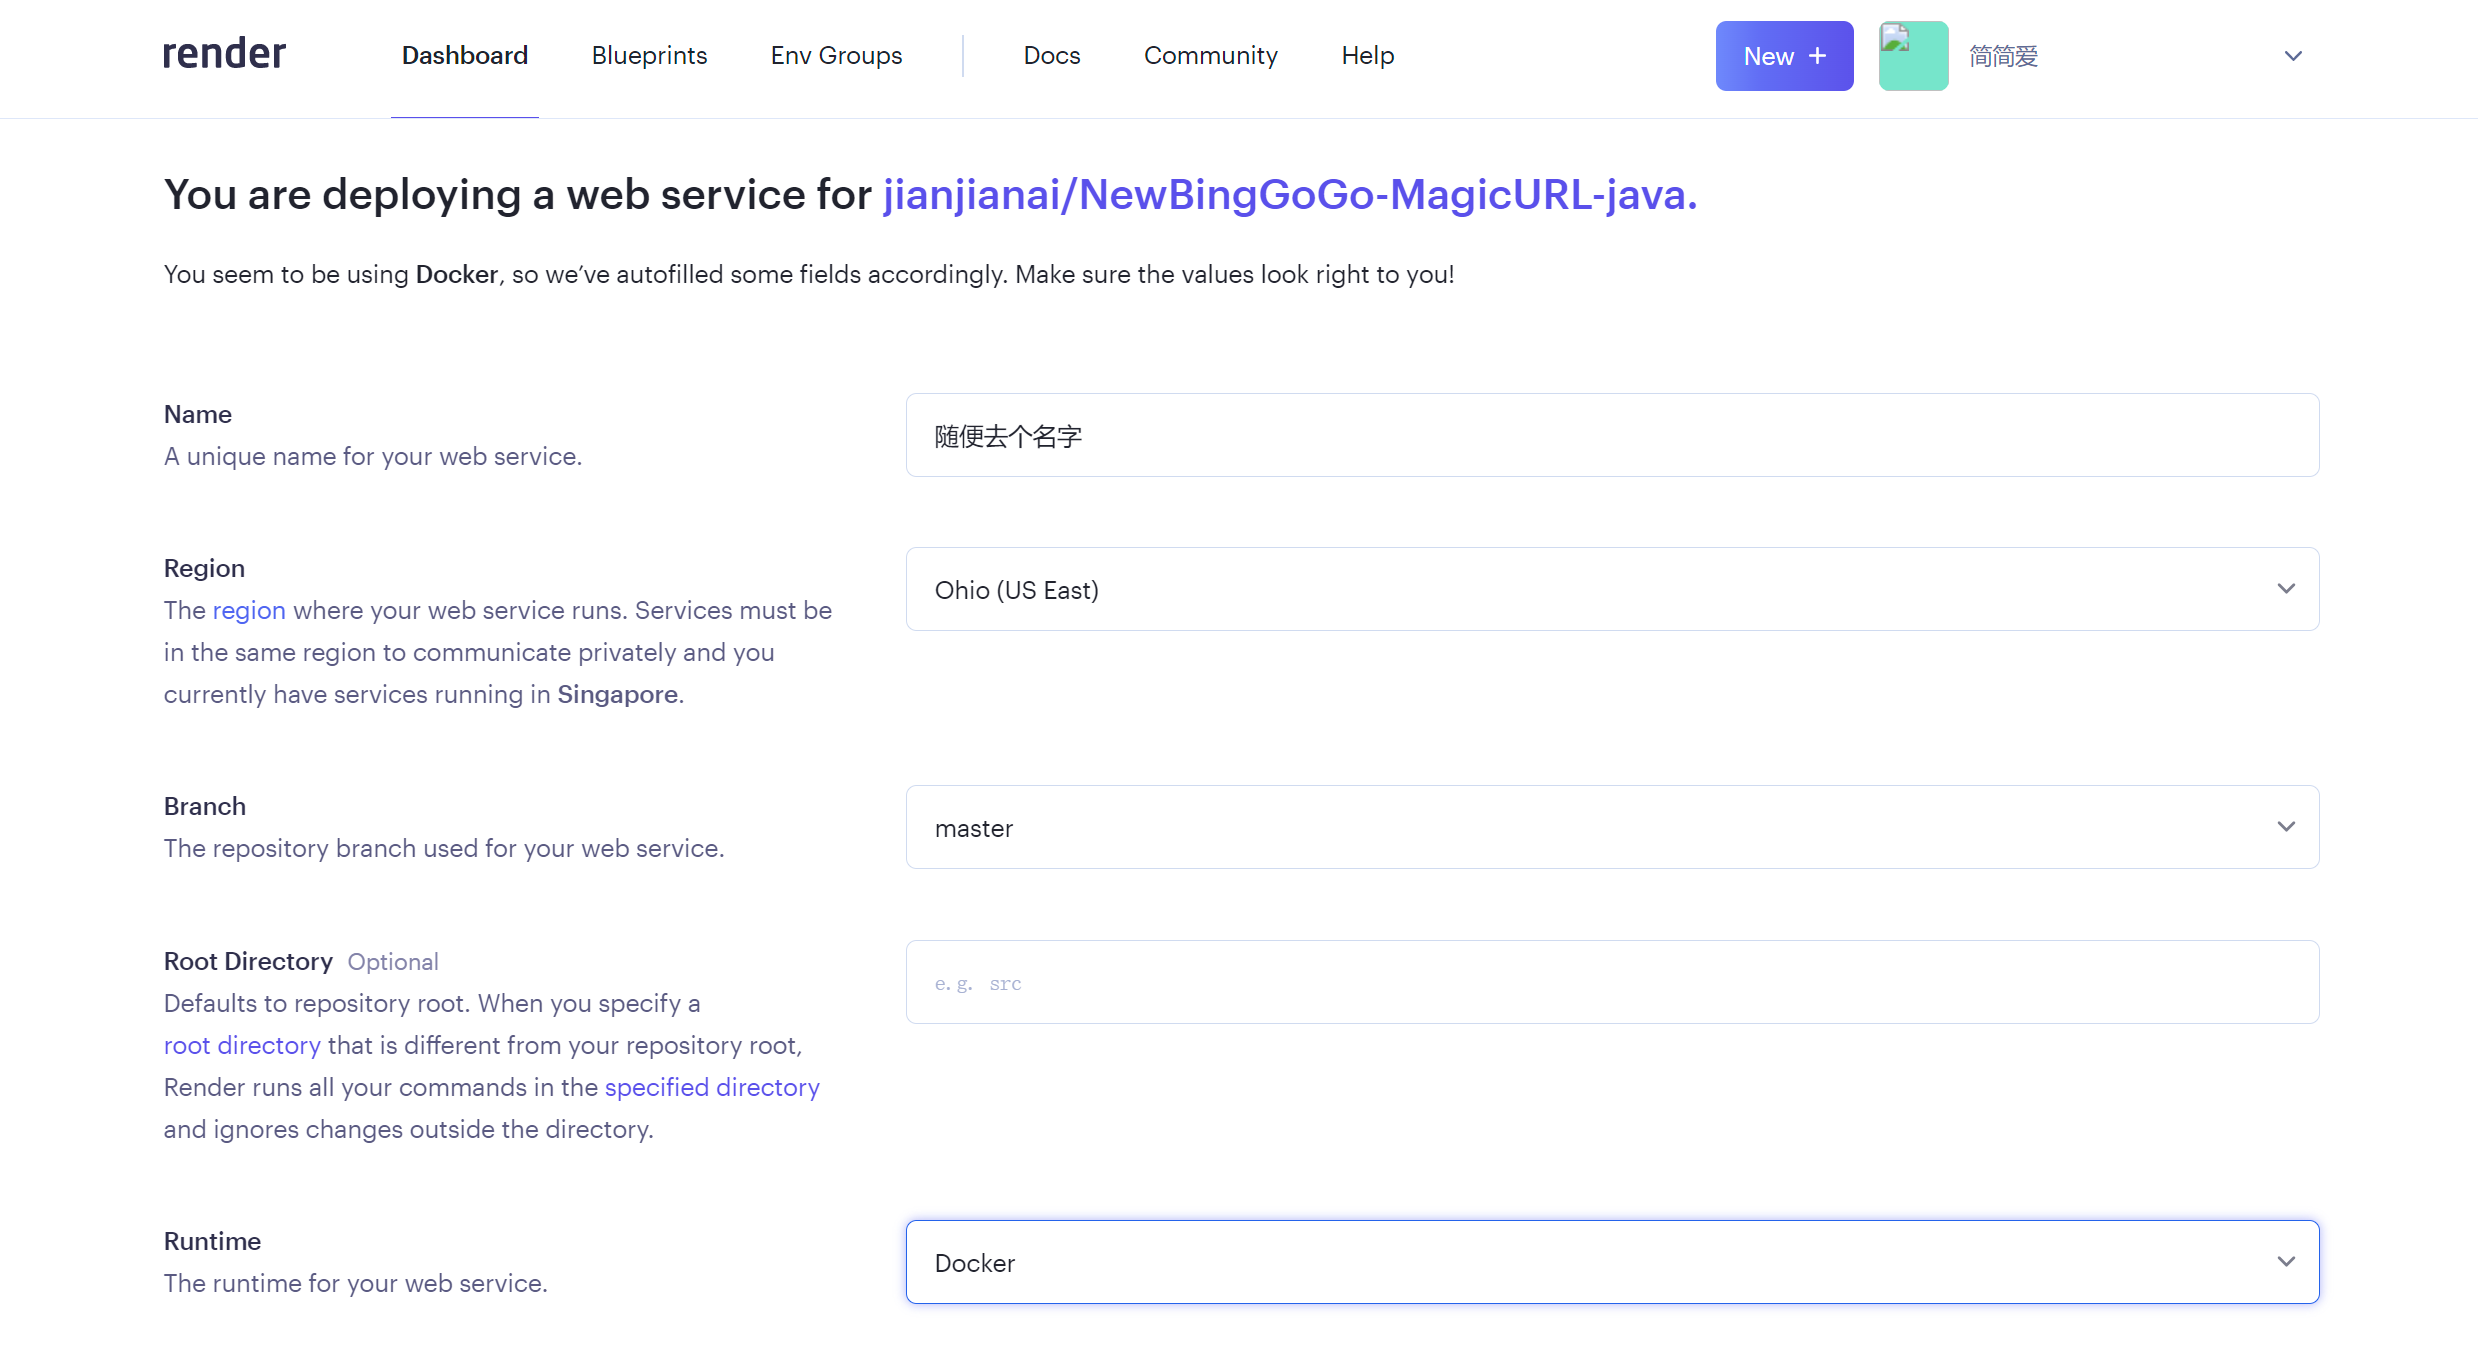 render Dashboard Blueprints Env Groups Docs Community Help New + 简简爱
You are deploying a web service for jianjianai/NewBingGoGo-MagicURL-java.
You seem to be using Docker, so we’ve autofilled some fields accordingly. Make sure the values look right to you!
Name
A unique name for your web service.
随便去个名字
Region
The region where your web service runs. Services must be
in the same region to communicate privately and you
currently have services running in Singapore.
Ohio (US East)
Branch
The repository branch used for your web service.
master
Root Directory Optional
Defaults to repository root. When you specify a
root directory that is different from your repository root,
Render runs all your commands in the specified directory
and ignores changes outside the directory.
e.g. src
Runtime
The runtime for your web service.
Docker